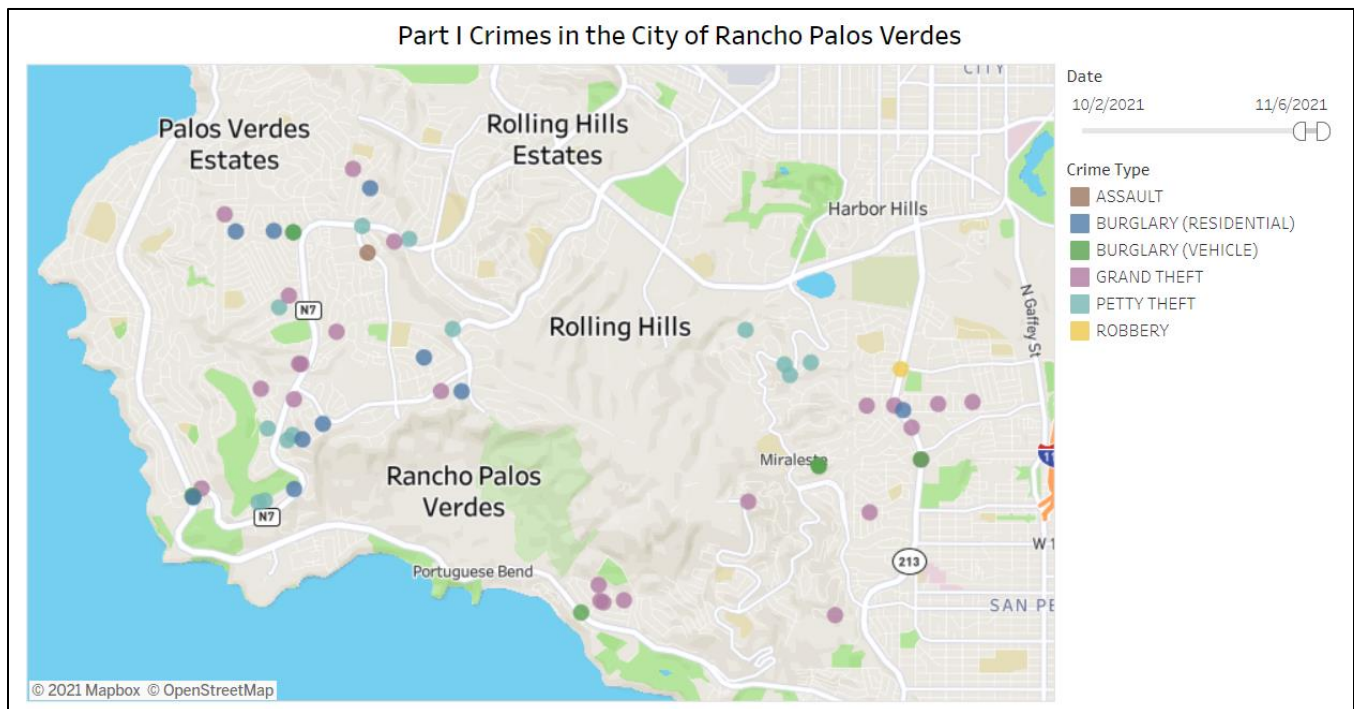 Part I Crimes in the City of Rancho Palos Verdes
CITY
Palos Verdes
Estates
Rolling Hills
Estates
Harbor Hills
N7
N Gaffey St
Rolling Hills
Miraleste
11
Rancho Palos
Verdes
N7
W 1
Portuguese Bend
213
SAN PE
© 2021 Mapbox © OpenStreetMap
Date
10/2/2021 11/6/2021
Crime Type
ASSAULT
BURGLARY (RESIDENTIAL)
BURGLARY (VEHICLE)
GRAND THEFT
PETTY THEFT
ROBBERY